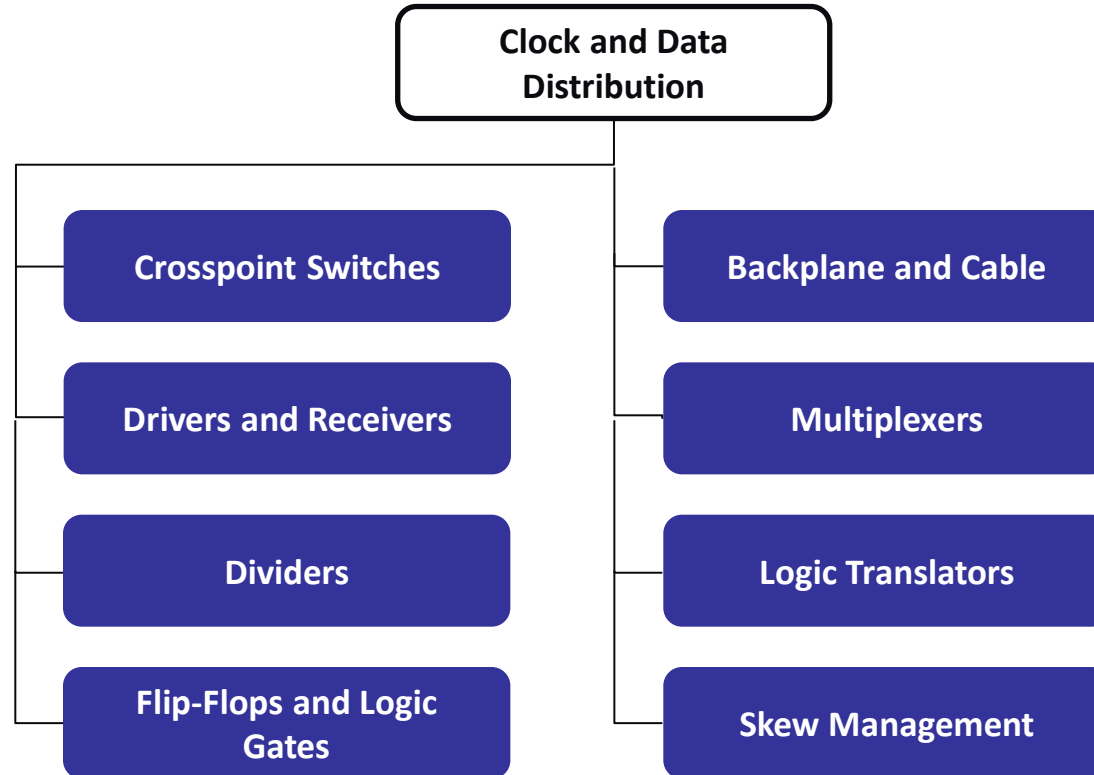 Clock and Data
Distribution
Crosspoint Switches
Backplane and Cable
Drivers and Receivers
Multiplexers
Dividers
Logic Translators
Flip-Flops and Logic
Gates
Skew Management